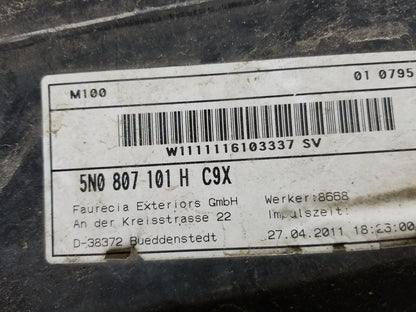 M100 01 0795
W1111116103337 SV
5N0 807 101 H C9X
Faurecia Exteriors GmbH Werker:8668
An der Kreisstrasse 22 Impulszeit:
D-38372 Bueddenstedt 27.04.2011 18:23:00